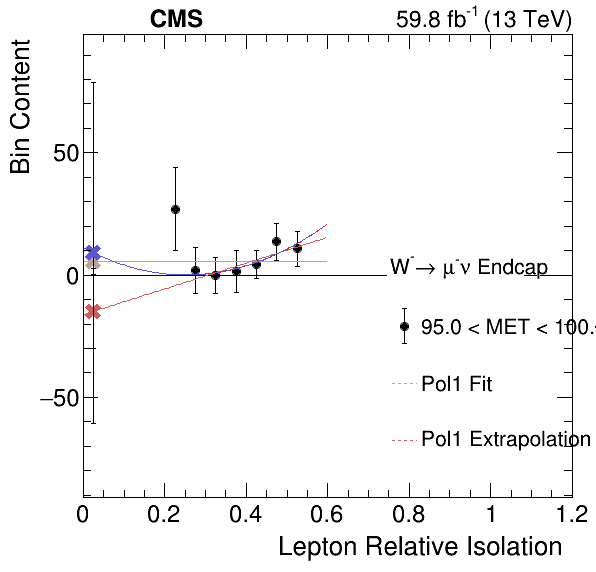 CMS 59.8 fb⁻¹ (13 TeV)
Bin Content
50
0
−50
W⁻→ μ⁻ν Endcap
95.0 < MET < 100.
Pol1 Fit
Pol1 Extrapolation
0 0.2 0.4 0.6 0.8 1 1.2
Lepton Relative Isolation